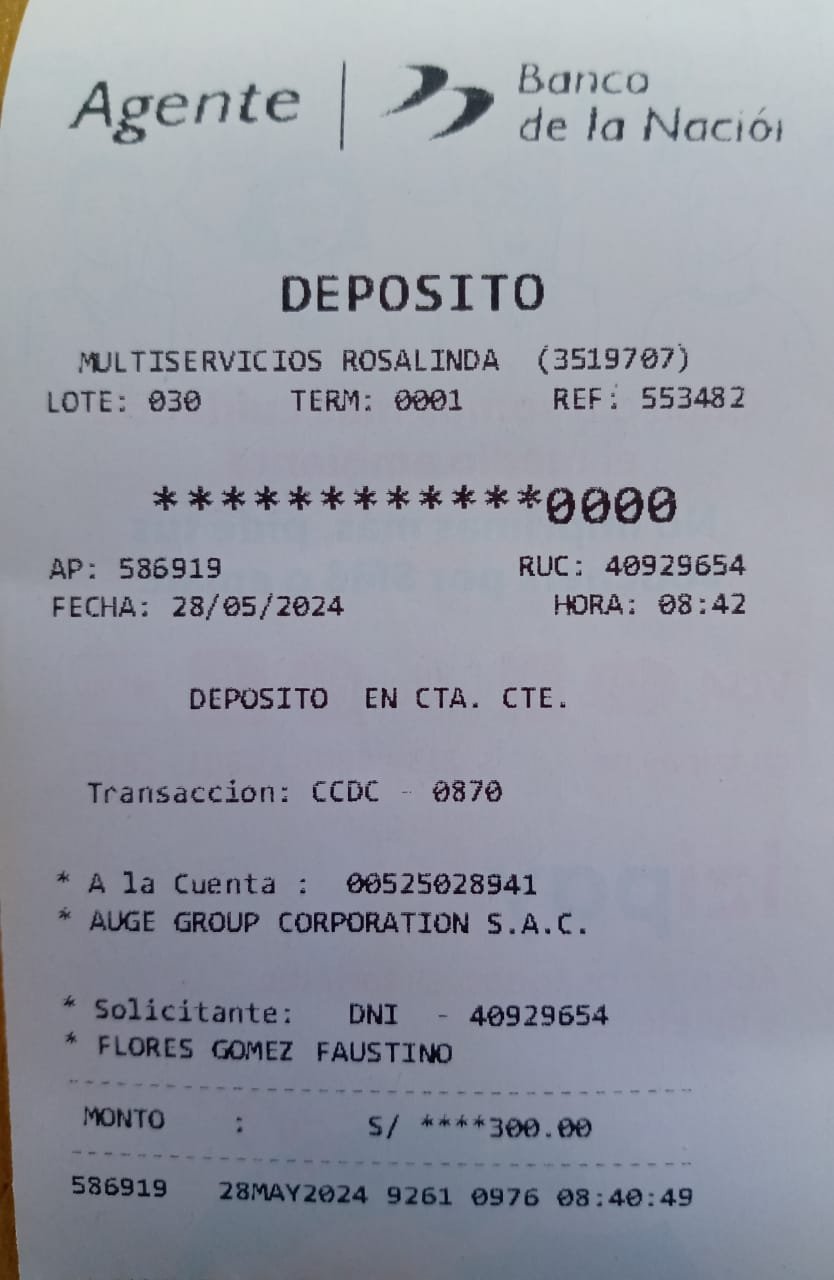 Agente | Banco
de la Nación
DEPOSITO
MULTISERVICIOS ROSALINDA (3519707)
LOTE: 030 TERM: 0001 REF: 553482
************0000
AP: 586919 RUC: 40929654
FECHA: 28/05/2024 HORA: 08:42
DEPOSITO EN CTA. CTE.
Transaccion: CCDC - 0870
* A la Cuenta : 00525028941
* AUGE GROUP CORPORATION S.A.C.
* Solicitante: DNI - 40929654
* FLORES GOMEZ FAUSTINO
MONTO : S/ ****300.00
586919 28MAY2024 9261 0976 08:40:49